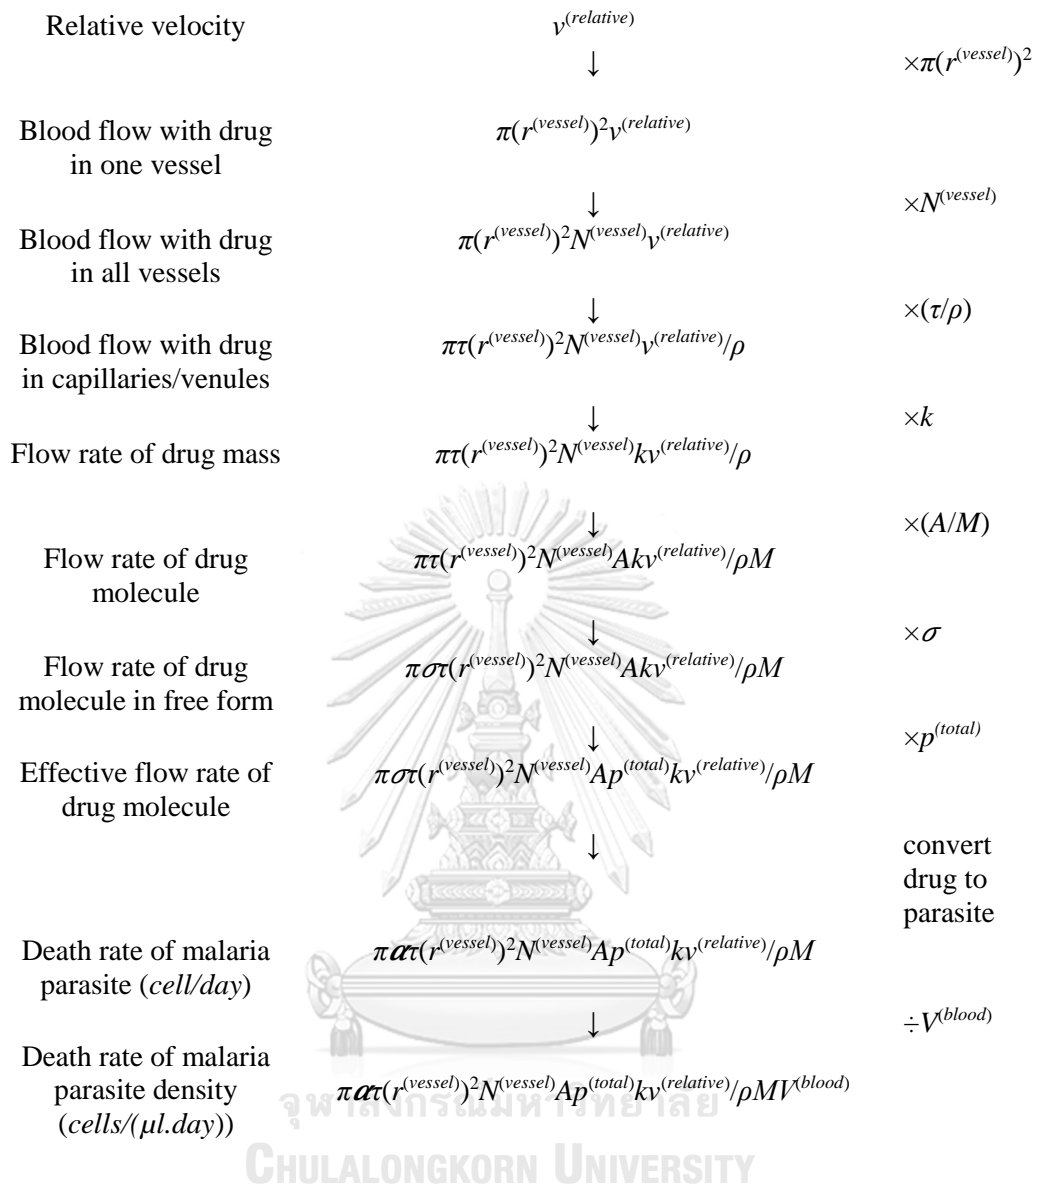 Relative velocity v^(relative)
↓ ×π(r^(vessel))^2
Blood flow with drug
in one vessel
π(r^(vessel))^2v^(relative)
↓ ×N^(vessel)
Blood flow with drug
in all vessels
π(r^(vessel))^2N^(vessel)v^(relative)
↓ ×(τ/ρ)
Blood flow with drug
in capillaries/venules
πτ(r^(vessel))^2N^(vessel)v^(relative)/ρ
↓ ×k
Flow rate of drug mass πτ(r^(vessel))^2N^(vessel)kv^(relative)/ρ
↓ ×(A/M)
Flow rate of drug
molecule
πτ(r^(vessel))^2N^(vessel)Akv^(relative)/ρM
↓ ×σ
Flow rate of drug
molecule in free form
πστ(r^(vessel))^2N^(vessel)Akv^(relative)/ρM
↓ ×p^(total)
Effective flow rate of
drug molecule
πστ(r^(vessel))^2N^(vessel)Ap^(total)kv^(relative)/ρM
↓ convert
drug to
parasite
Death rate of malaria
parasite (cell/day)
πατ(r^(vessel))^2N^(vessel)Ap^(total)kv^(relative)/ρM
↓ ÷V^(blood)
Death rate of malaria
parasite density
(cells/(μl.day))
πατ(r^(vessel))^2N^(vessel)Ap^(total)kv^(relative)/ρMV^(blood)
จุฬาลงกรณ์มหาวิทยาลัย
CHULALONGKORN UNIVERSITY